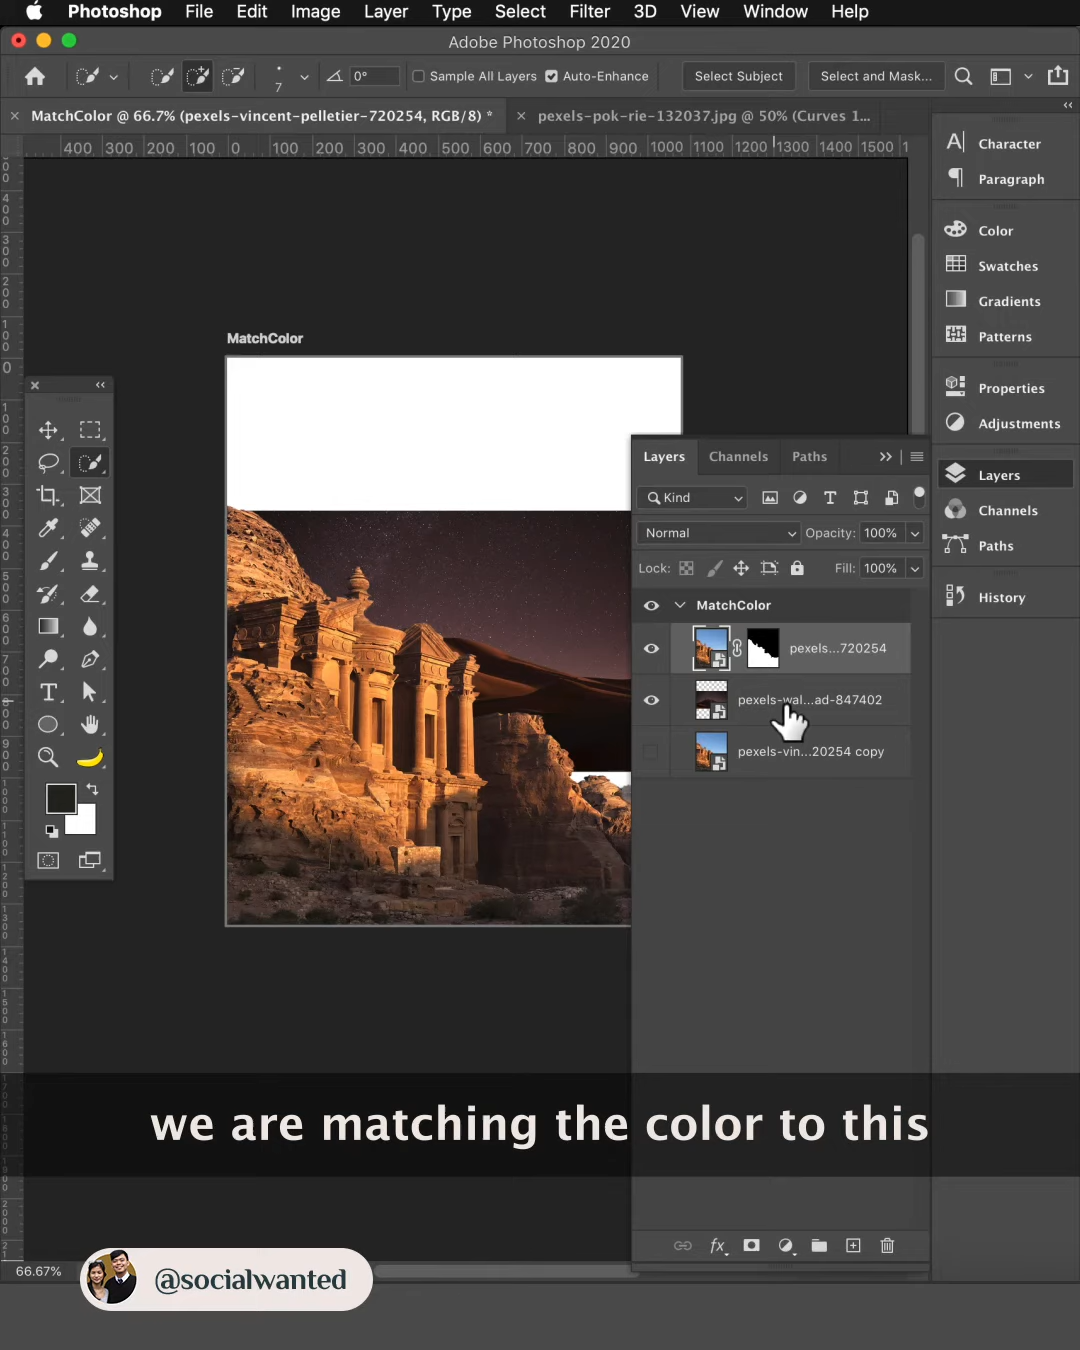 Photoshop File Edit Image Layer Type Select Filter 3D View Window Help
Adobe Photoshop 2020
7 0° Sample All Layers Auto-Enhance Select Subject Select and Mask...
MatchColor @ 66.7% (pexels-vincent-pelletier-720254, RGB/8) * pexels-pok-rie-132037.jpg @ 50% (Curves 1...
400 300 200 100 0 100 200 300 400 500 600 700 800 900 1000 1100 1200 1300 1400 1500
Character
Paragraph
Color
Swatches
Gradients
Patterns
Properties
Adjustments
Layers
Channels
Paths
History
MatchColor
Layers Channels Paths
Kind
Normal Opacity: 100%
Lock: Fill: 100%
MatchColor
pexels...720254
pexels-wal...ad-847402
pexels-vin...20254 copy
we are matching the color to this
66.67%
@socialwanted